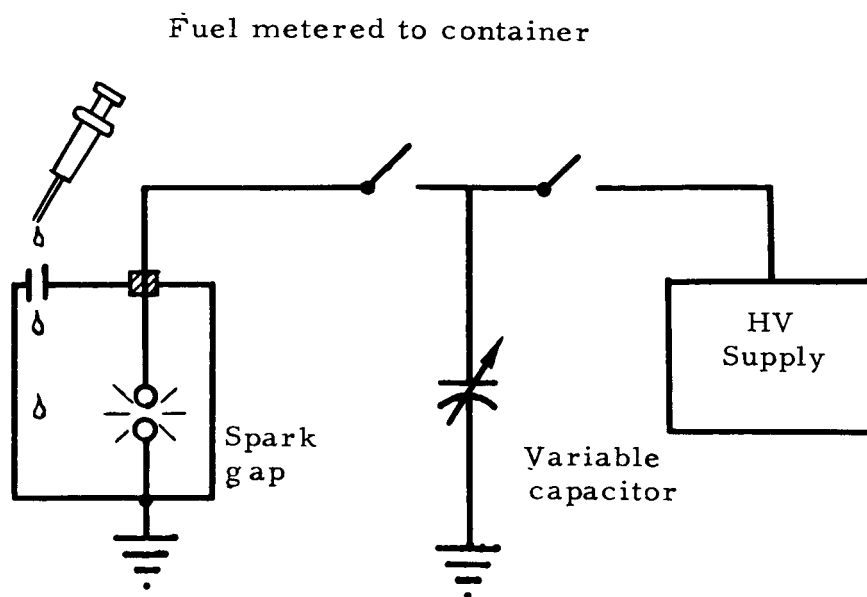 Fuel metered to container
HV
Supply
Spark
gap
Variable
capacitor